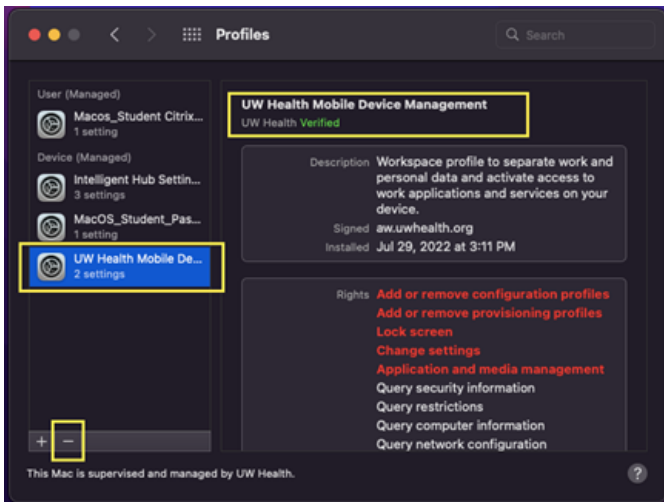 Profiles
Search
User (Managed)
Macos_Student Citrix...
1 setting
Device (Managed)
Intelligent Hub Settin...
3 settings
MacOS_Student_Pas...
1 setting
UW Health Mobile De...
2 settings
UW Health Mobile Device Management
UW Health Verified
Description Workspace profile to separate work and
personal data and activate access to
work applications and services on your
device.
Signed aw.uwhealth.org
Installed Jul 29, 2022 at 3:11 PM
Rights Add or remove configuration profiles
Add or remove provisioning profiles
Lock screen
Change settings
Application and media management
Query security information
Query restrictions
Query computer information
Query network configuration
+ −
This Mac is supervised and managed by UW Health.
?